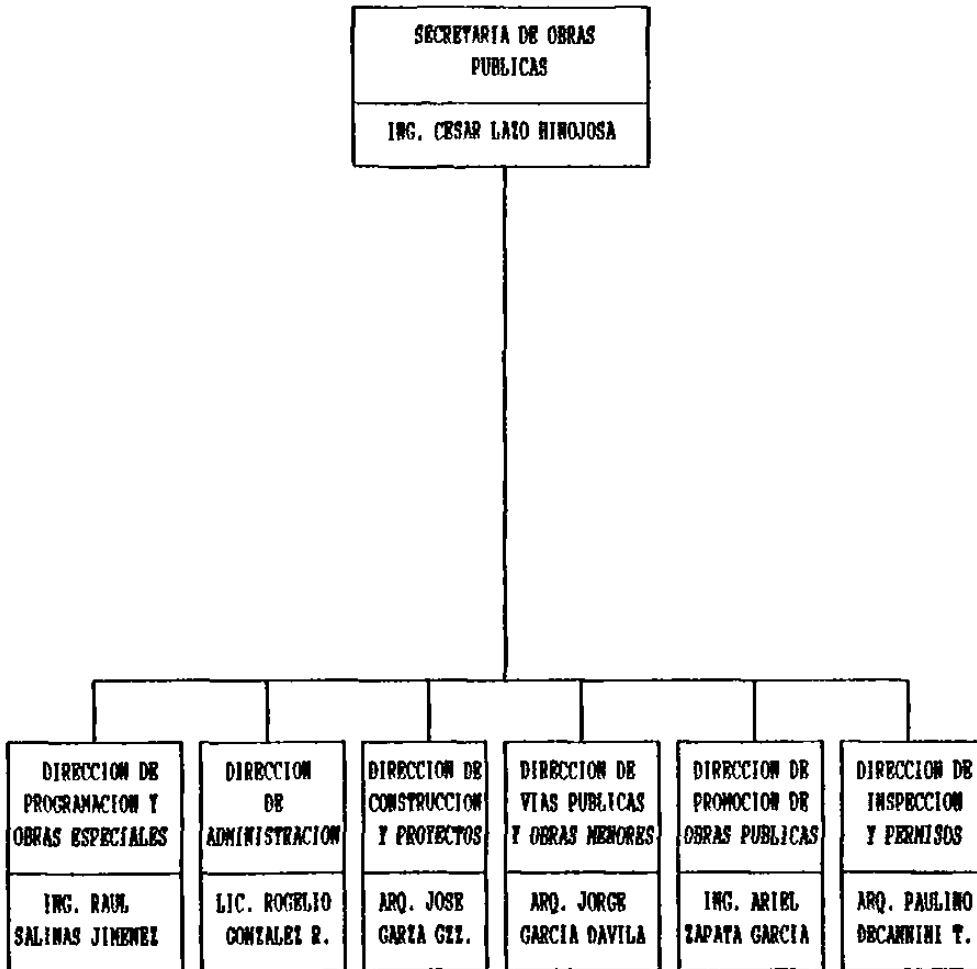 SECRETARIA DE OBRAS
PUBLICAS
ING. CESAR LAZO HINOJOSA
DIRECCION DE
PROGRAMACION Y
OBRAS ESPECIALES
ING. RAUL
SALINAS JIMENEZ
DIRECCION
DE
ADMINISTRACION
LIC. ROGELIO
GONZALEZ R.
DIRECCION DE
CONSTRUCCION
Y PROYECTOS
ARQ. JOSE
GARZA GZZ.
DIRECCION DE
VIAS PUBLICAS
Y OBRAS MENORES
ARQ. JORGE
GARCIA DAVILA
DIRECCION DE
PROMOCION DE
OBRAS PUBLICAS
ING. ARIEL
ZAPATA GARCIA
DIRECCION DE
INSPECCION
Y PERMISOS
ARQ. PAULINO
DECANNINI T.